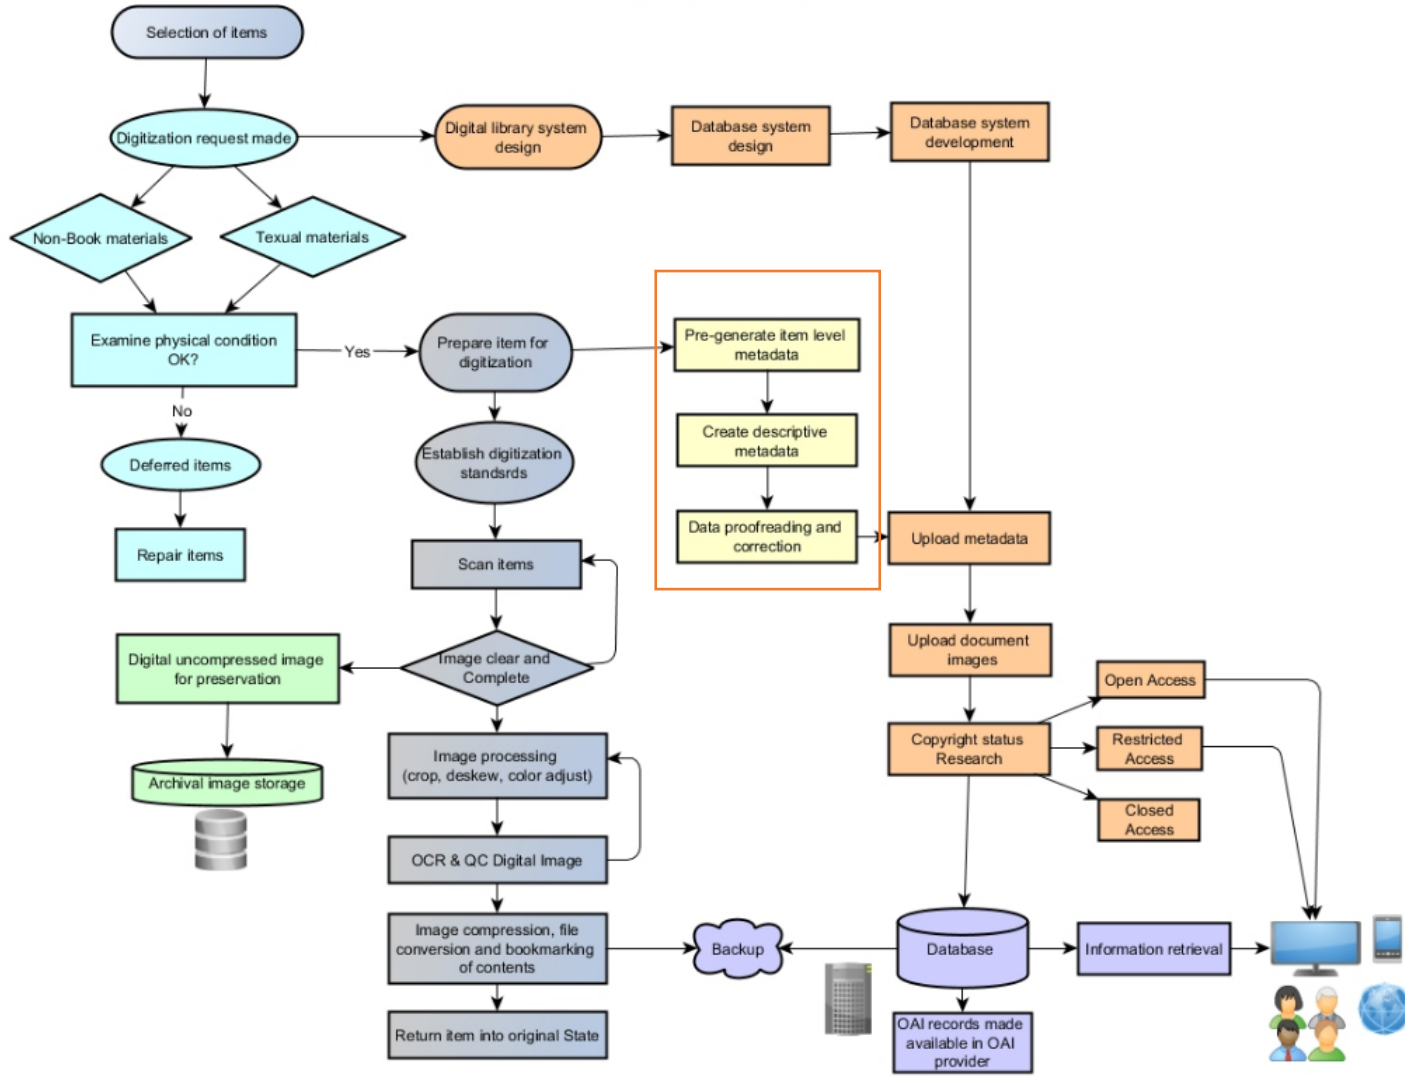 Selection of items
Digitization request made
Digital library system
design
Database system
design
Database system
development
Non-Book materials
Texual materials
Examine physical condition
OK?
Yes
No
Deferred items
Repair items
Prepare item for
digitization
Establish digitization
standsrds
Scan items
Image clear and
Complete
Digital uncompressed image
for preservation
Archival image storage
Image processing
(crop, deskew, color adjust)
OCR & QC Digital Image
Image compression, file
conversion and bookmarking
of contents
Return item into original State
Pre-generate item level
metadata
Create descriptive
metadata
Data proofreading and
correction
Upload metadata
Upload document
images
Copyright status
Research
Open Access
Restricted
Access
Closed
Access
Backup
Database
Information retrieval
OAI records made
available in OAI
provider